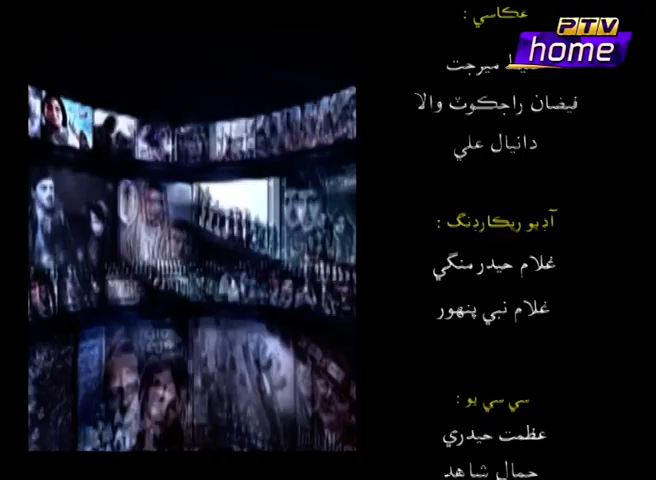 عڪاسي :
PTV
home
ميرجت
فيضان راجڪوٽ والا
دانيال علي
آڊيو رڪارڊنگ :
غلام حيدر منگي
غلام نبي پنهور
سي سي يو :
عظمت حيدري
جمال شاهد